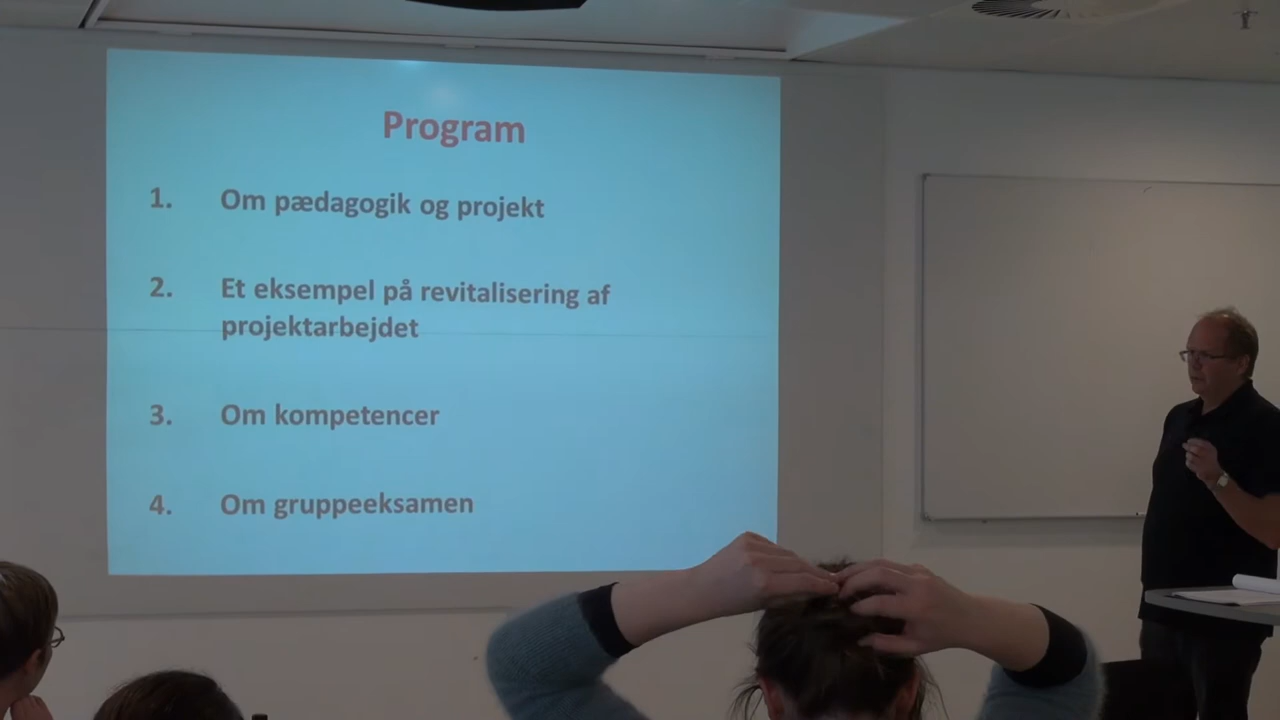 Program
1. Om pædagogik og projekt
2. Et eksempel på revitalisering af
projektarbejdet
3. Om kompetencer
4. Om gruppeeksamen